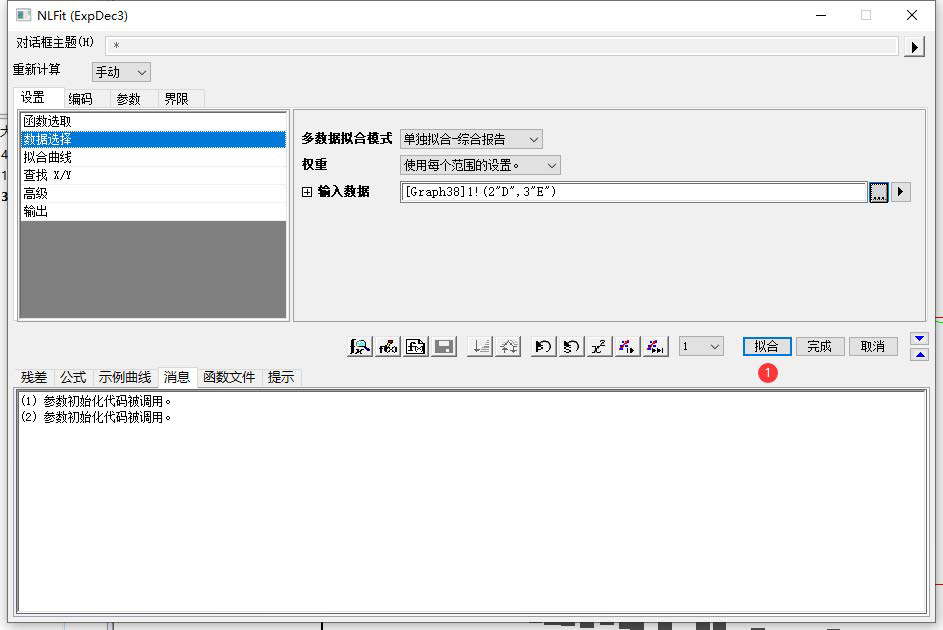 NLFit (ExpDec3)
对话框主题(H) *
重新计算 手动
设置 编码 参数 界限
函数选取
数据选择
拟合曲线
查找 X/Y
高级
输出
多数据拟合模式 单独拟合-综合报告
权重 使用每个范围的设置。
输入数据 [Graph38]1!(2"D",3"E") ...
1 拟合 完成 取消
1
残差 公式 示例曲线 消息 函数文件 提示
(1) 参数初始化代码被调用。
(2) 参数初始化代码被调用。